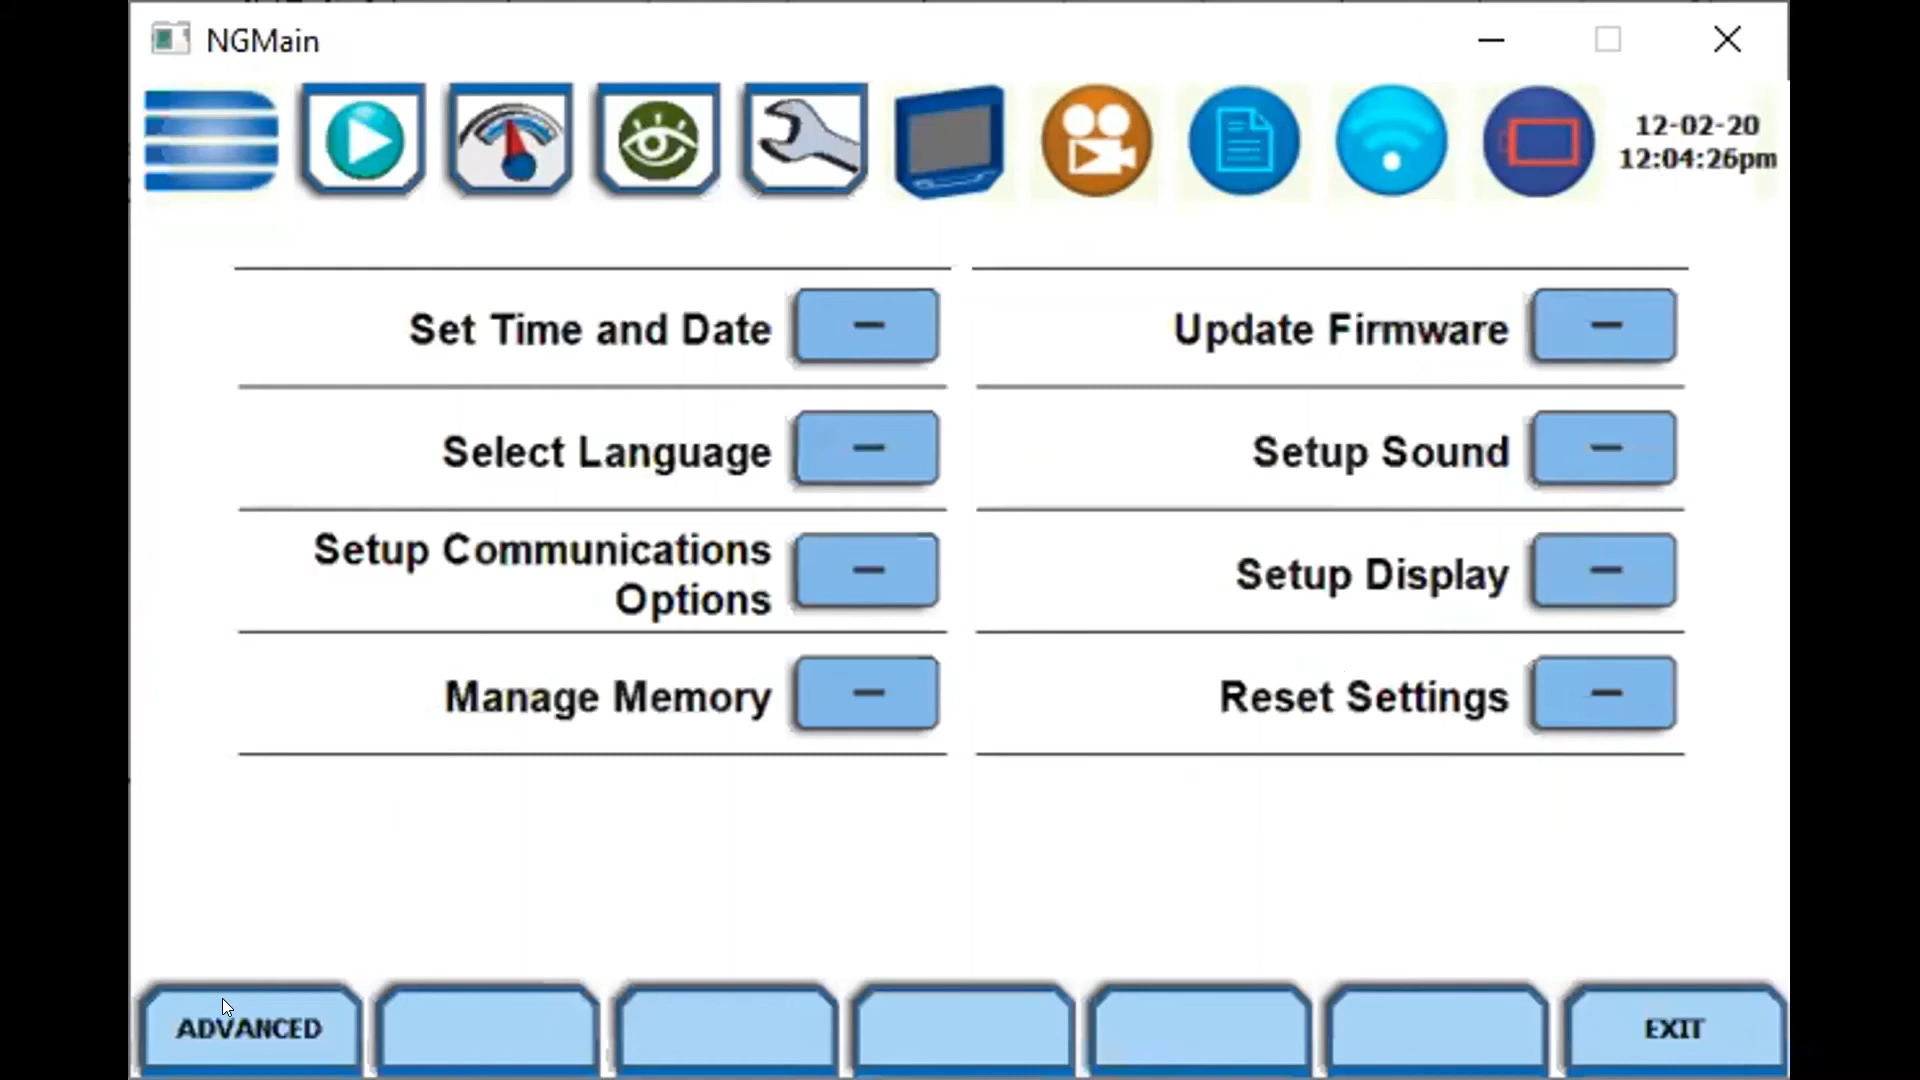 NGMain
12-02-20
12:04:26pm
Set Time and Date
Update Firmware
Select Language
Setup Sound
Setup Communications
Options
Setup Display
Manage Memory
Reset Settings
ADVANCED
EXIT